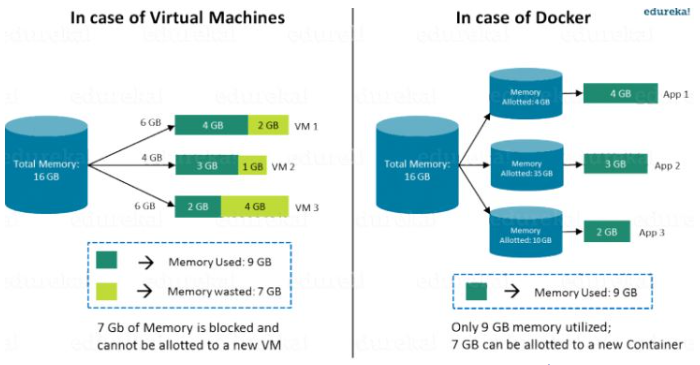 In case of Virtual Machines
Total Memory:
16 GB
6 GB
4 GB
2 GB
VM 1
4 GB
3 GB
1 GB
VM 2
6 GB
2 GB
4 GB
VM 3
Memory Used: 9 GB
Memory wasted: 7 GB
7 Gb of Memory is blocked and
cannot be allotted to a new VM
In case of Docker
edureka!
Total Memory:
16 GB
Memory
Allotted: 4 GB
4 GB
App 1
Memory
Allotted: 35 GB
3 GB
App 2
Memory
Allotted: 10 GB
2 GB
App 3
Memory Used: 9 GB
Only 9 GB memory utilized;
7 GB can be allotted to a new Container